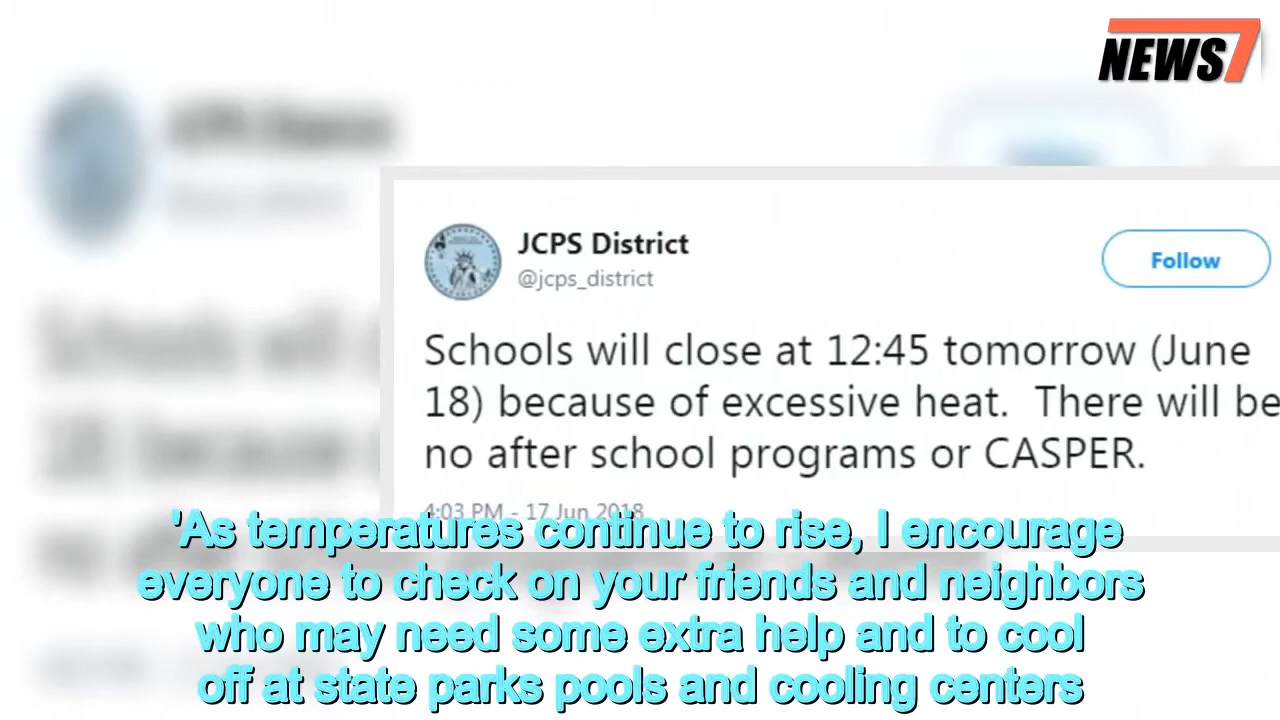 NEWS7
JCPS District
@jcps_district
Follow
Schools will close at 12:45 tomorrow (June
18) because of excessive heat. There will be
no after school programs or CASPER.
4:03 PM - 17 Jun 2018
'As temperatures continue to rise, I encourage
everyone to check on your friends and neighbors
who may need some extra help and to cool
off at state parks pools and cooling centers